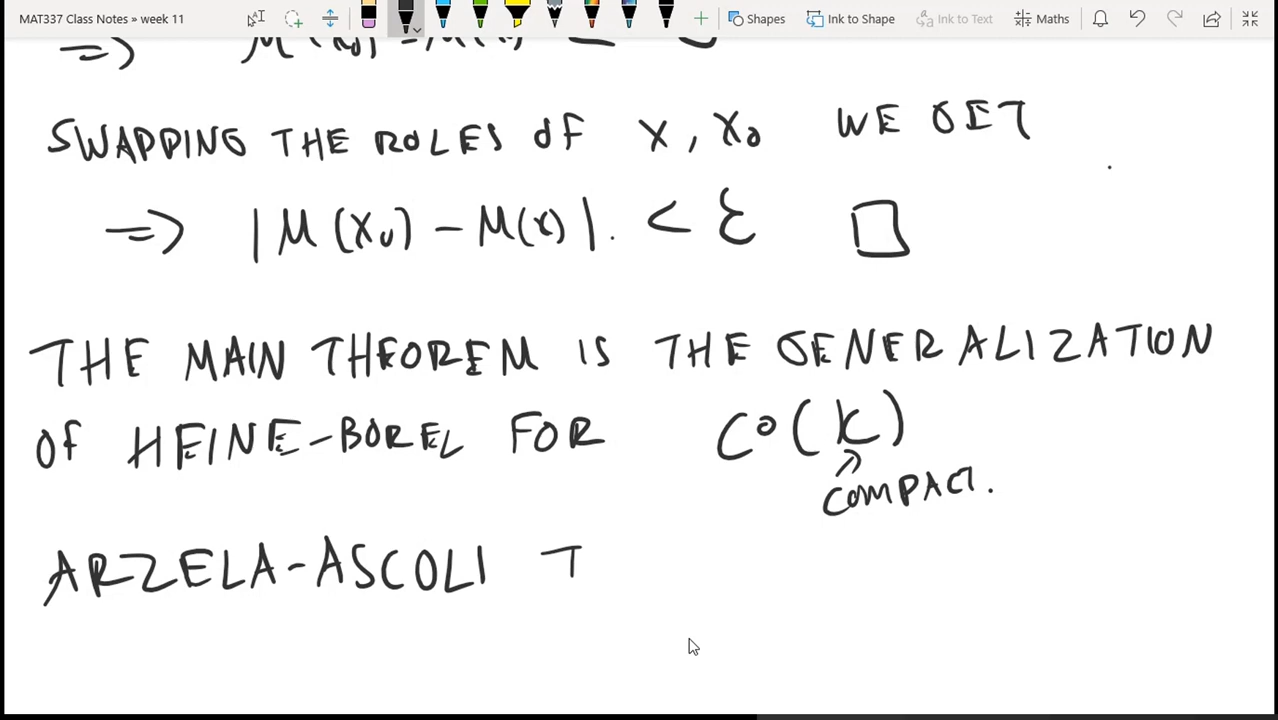 MAT337 Class Notes » week 11
Shapes
Ink to Shape
Ink to Text
Maths
SWAPPING THE ROLES OF X, X₀ WE GET
=> |M(X₀) - M(X)|. < ε □
THE MAIN THEOREM IS THE GENERALIZATION
OF HEINE-BOREL FOR C⁰(K)
↗
COMPACT.
ARZELA-ASCOLI T